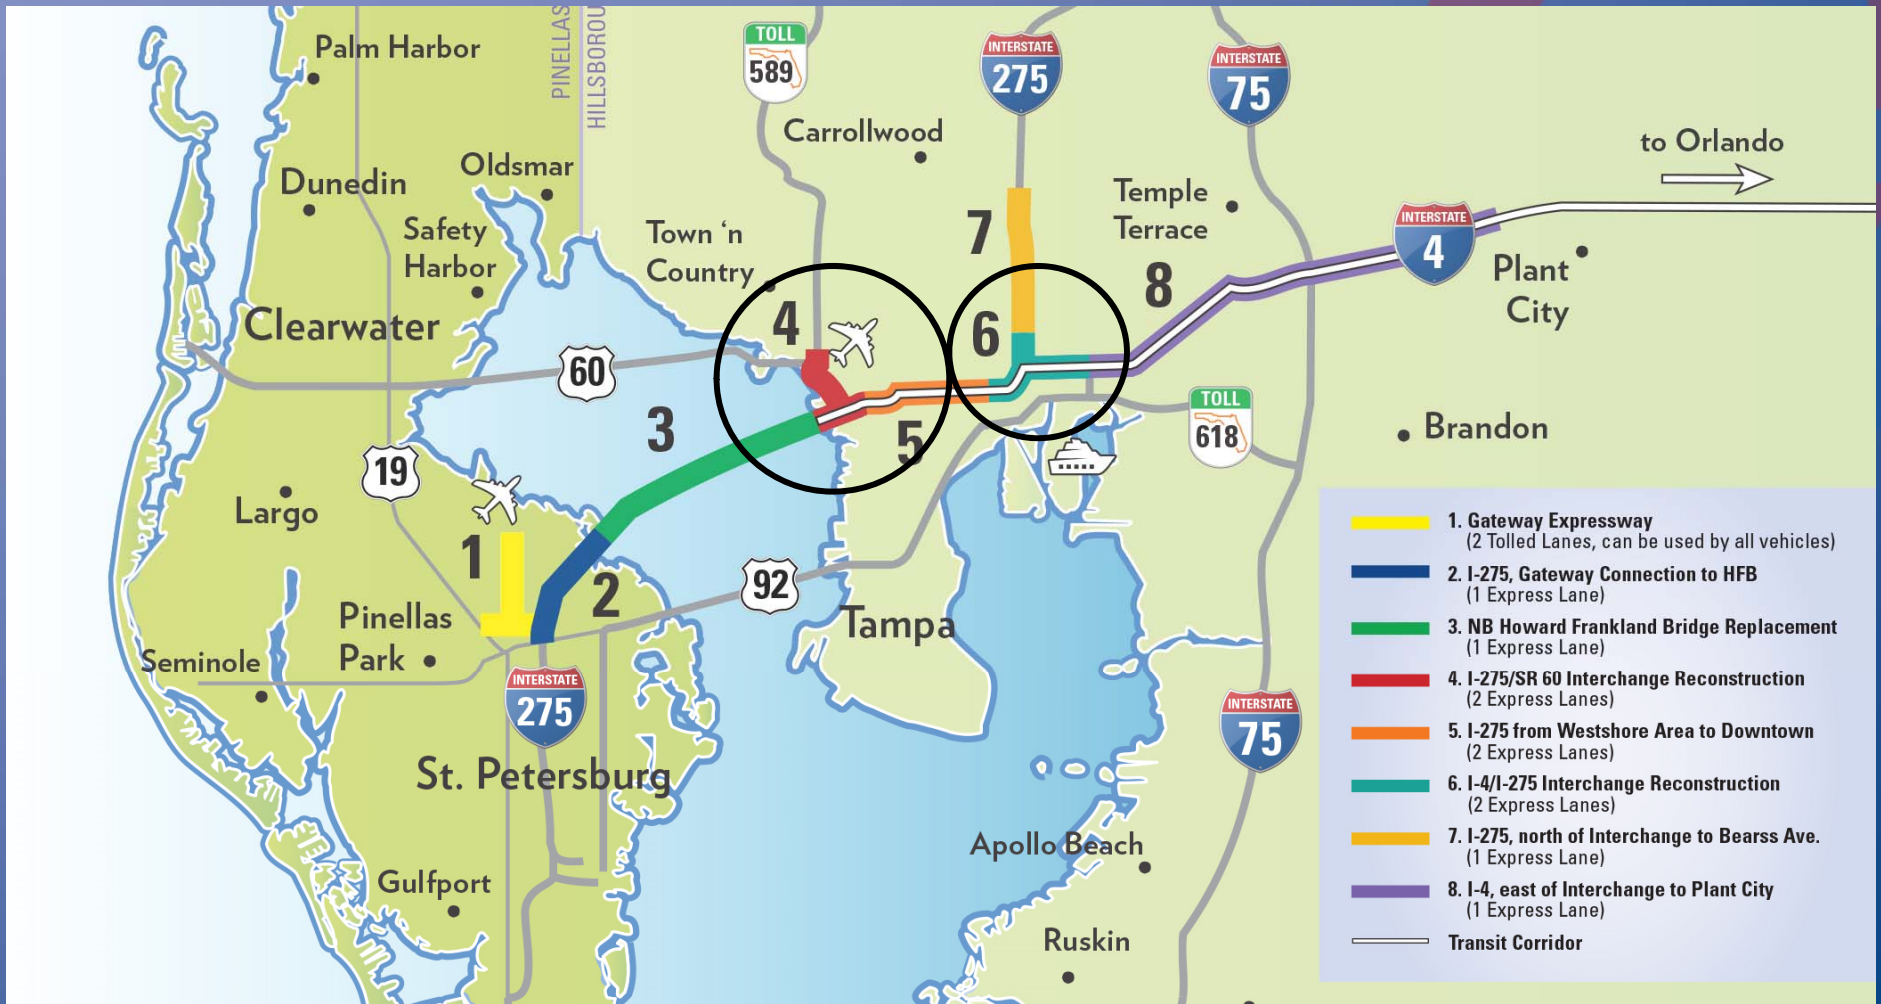 Palm Harbor
PINELLAS
HILLSBOROU
TOLL
589
INTERSTATE
275
INTERSTATE
75
Carrollwood
to Orlando
Oldsmar
Dunedin
Temple
Terrace
7
Safety
Harbor
Town ‘n
Country
INTERSTATE
4
Plant
City
8
Clearwater
4
6
60
3
5
TOLL
618
Brandon
19
Largo
1
2
92
Pinellas
Park
Tampa
Seminole
INTERSTATE
275
INTERSTATE
75
St. Petersburg
Apollo Beach
Gulfport
Ruskin
1. Gateway Expressway
(2 Tolled Lanes, can be used by all vehicles)
2. I-275, Gateway Connection to HFB
(1 Express Lane)
3. NB Howard Frankland Bridge Replacement
(1 Express Lane)
4. I-275/SR 60 Interchange Reconstruction
(2 Express Lanes)
5. I-275 from Westshore Area to Downtown
(2 Express Lanes)
6. I-4/I-275 Interchange Reconstruction
(2 Express Lanes)
7. I-275, north of Interchange to Bearss Ave.
(1 Express Lane)
8. I-4, east of Interchange to Plant City
(1 Express Lane)
Transit Corridor